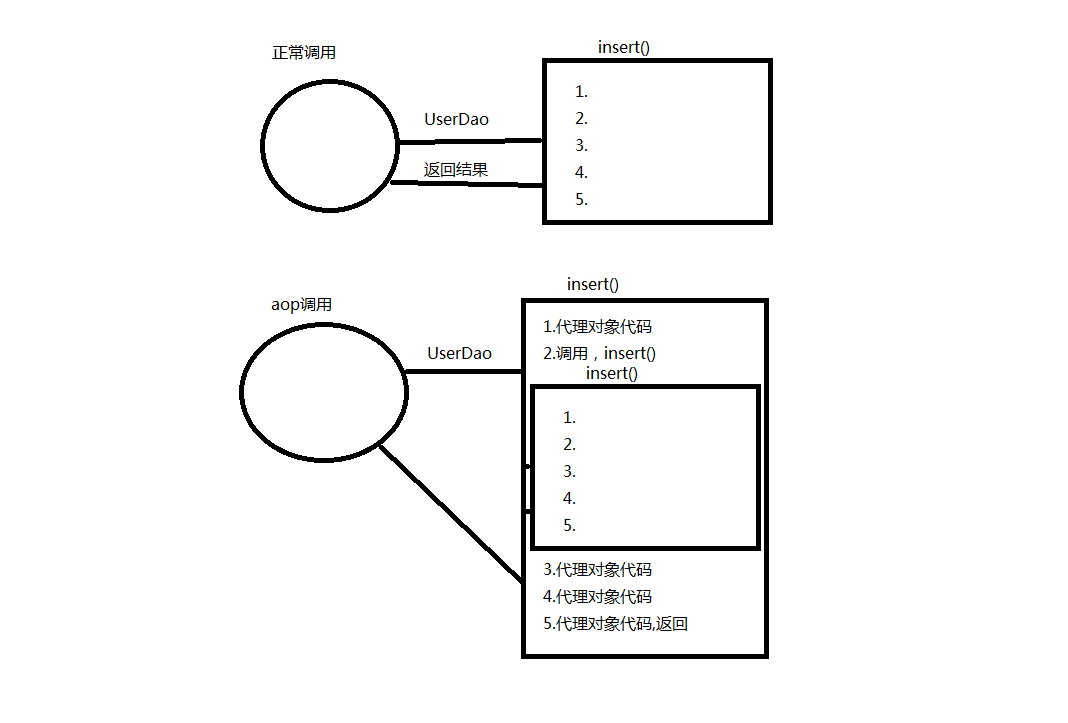 正常调用
insert()
UserDao
返回结果
1.
2.
3.
4.
5.
aop调用
insert()
UserDao
1.代理对象代码
2.调用，insert()
insert()
1.
2.
3.
4.
5.
3.代理对象代码
4.代理对象代码
5.代理对象代码,返回